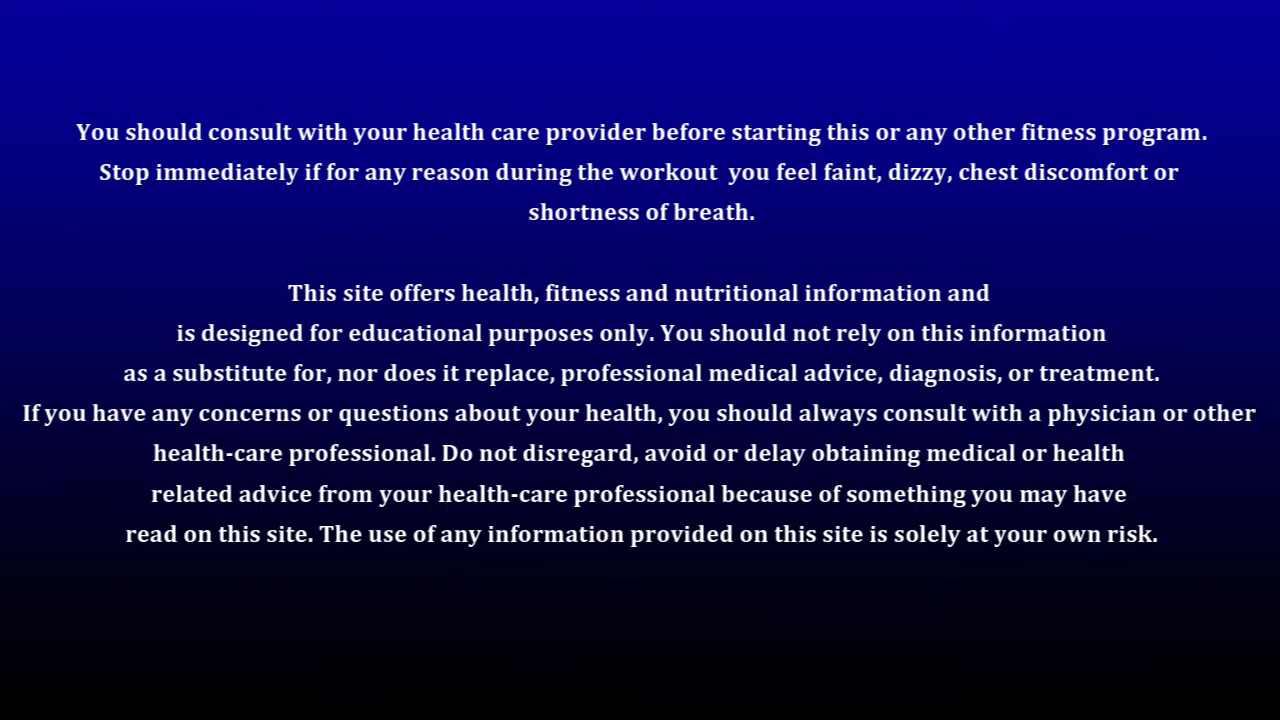 You should consult with your health care provider before starting this or any other fitness program.
Stop immediately if for any reason during the workout  you feel faint, dizzy, chest discomfort or
shortness of breath.
This site offers health, fitness and nutritional information and
is designed for educational purposes only. You should not rely on this information
as a substitute for, nor does it replace, professional medical advice, diagnosis, or treatment.
If you have any concerns or questions about your health, you should always consult with a physician or other
health-care professional. Do not disregard, avoid or delay obtaining medical or health
related advice from your health-care professional because of something you may have
read on this site. The use of any information provided on this site is solely at your own risk.